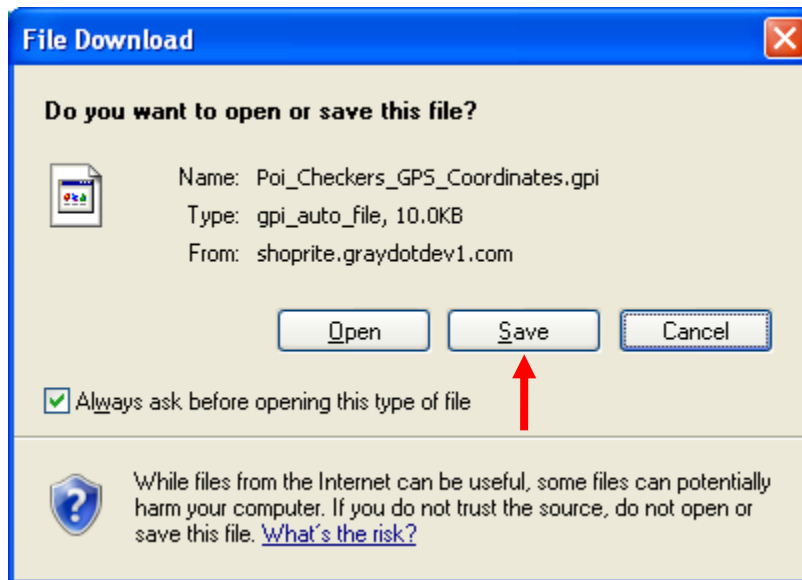 File Download
Do you want to open or save this file?
Name: Poi_Checkers_GPS_Coordinates.gpi
Type: gpi_auto_file, 10.0KB
From: shoprite.graydotdev1.com
Open Save Cancel
Always ask before opening this type of file
While files from the Internet can be useful, some files can potentially
harm your computer. If you do not trust the source, do not open or
save this file. What's the risk?